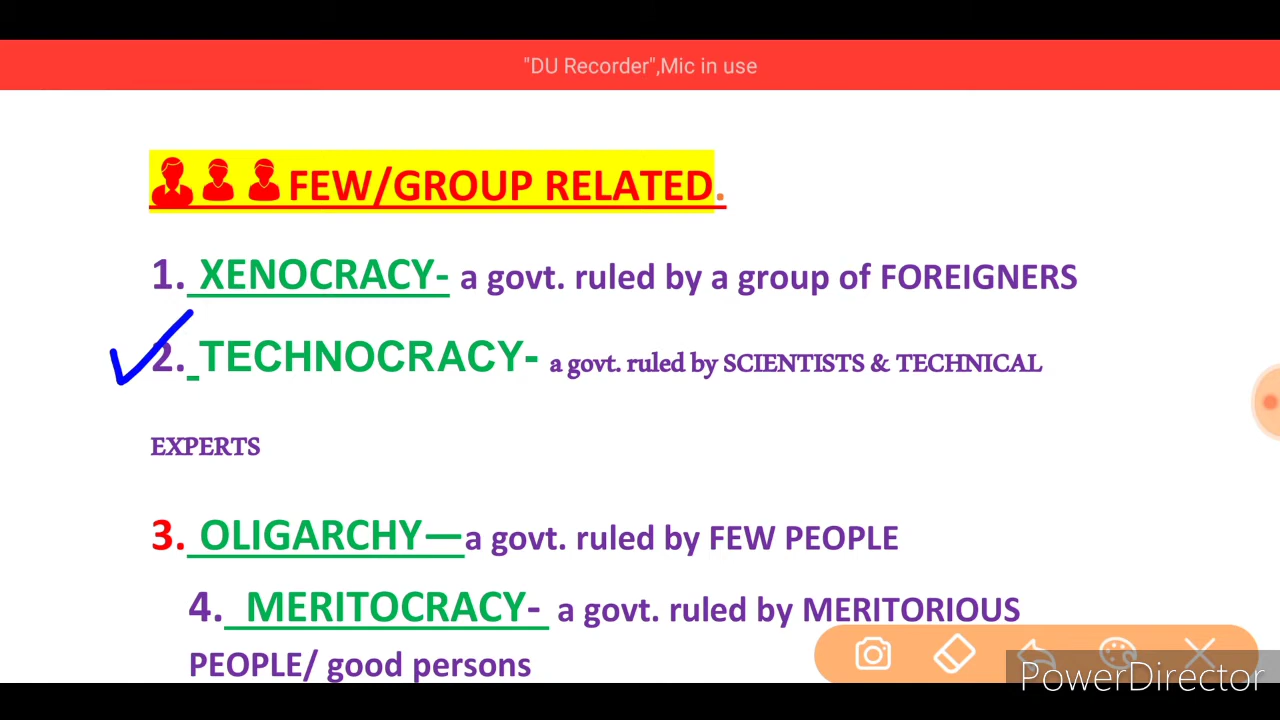 "DU Recorder",Mic in use
FEW/GROUP RELATED.
1. XENOCRACY- a govt. ruled by a group of FOREIGNERS
2. TECHNOCRACY- a govt. ruled by SCIENTISTS & TECHNICAL
EXPERTS
3. OLIGARCHY—a govt. ruled by FEW PEOPLE
4. MERITOCRACY- a govt. ruled by MERITORIOUS
PEOPLE/ good persons
PowerDirector